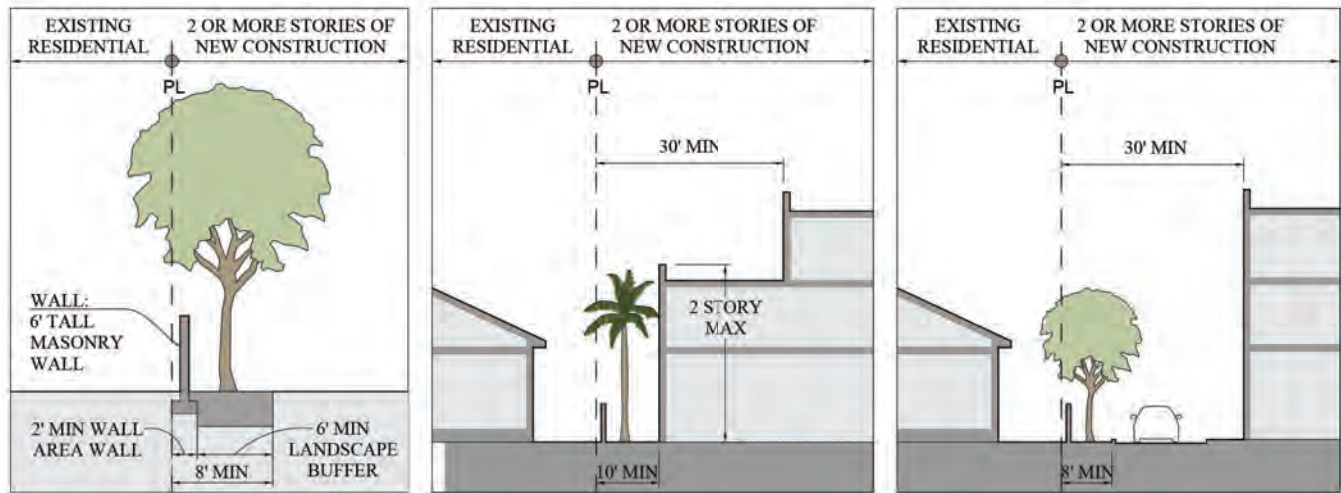 EXISTING
RESIDENTIAL
2 OR MORE STORIES OF
NEW CONSTRUCTION
PL
WALL:
6' TALL
MASONRY
WALL
2' MIN WALL
AREA WALL
6' MIN
LANDSCAPE
BUFFER
8' MIN
EXISTING
RESIDENTIAL
2 OR MORE STORIES OF
NEW CONSTRUCTION
PL
30' MIN
2 STORY
MAX
10' MIN
EXISTING
RESIDENTIAL
2 OR MORE STORIES OF
NEW CONSTRUCTION
PL
30' MIN
8' MIN